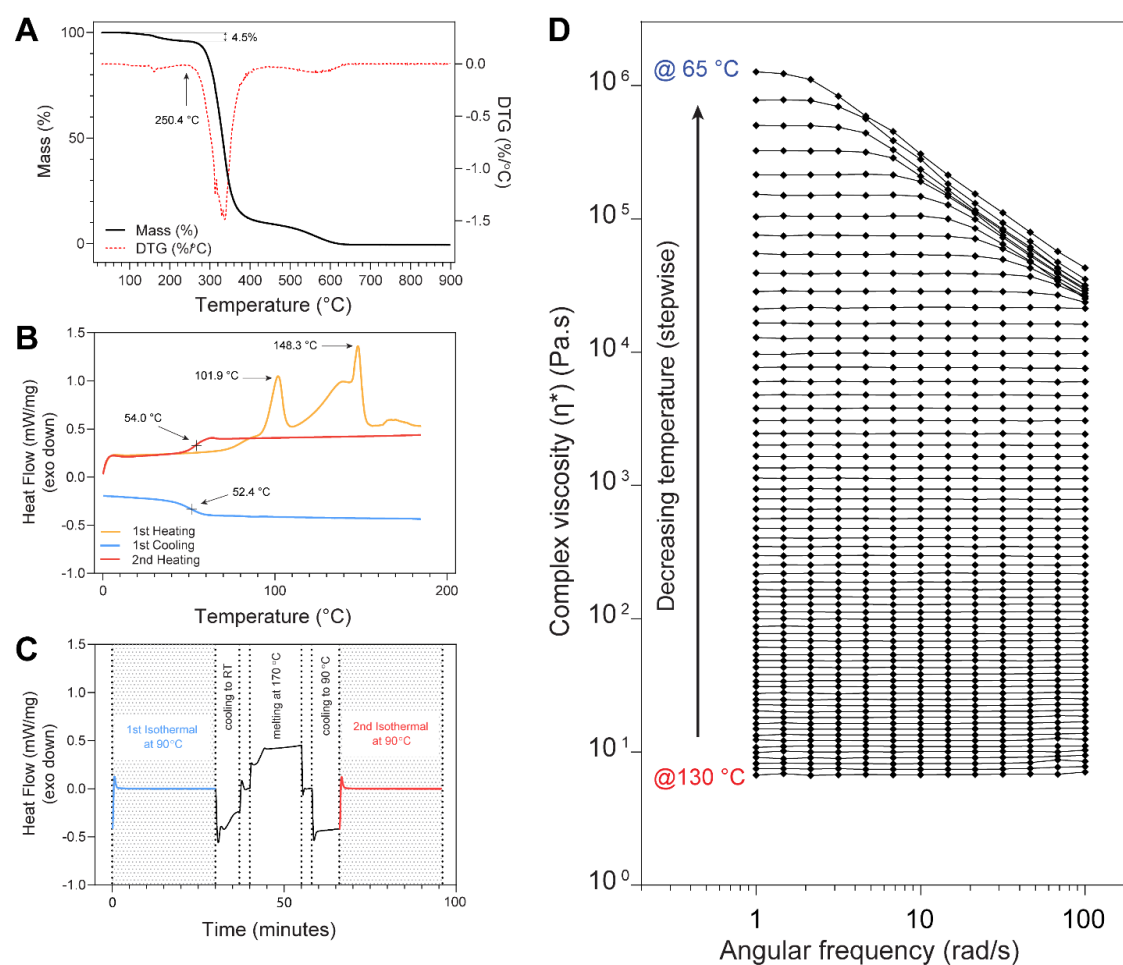 A
100
50
0
Mass (%)
4.5%
250.4 °C
0.0
-0.5
-1.0
-1.5
DTG (%/°C)
Mass (%)
DTG (%/°C)
0 100 200 300 400 500 600 700 800 900
Temperature (°C)
B
1.5
1.0
0.5
0.0
-0.5
-1.0
Heat Flow (mW/mg)
(exo down)
148.3 °C
101.9 °C
54.0 °C
52.4 °C
1st Heating
1st Cooling
2nd Heating
0 100 200
Temperature (°C)
C
1.5
1.0
0.5
0.0
-0.5
-1.0
Heat Flow (mW/mg)
(exo down)
1st Isothermal
at 90°C
cooling to RT
melting at 170 °C
cooling to 90 °C
2nd Isothermal
at 90°C
0 50 100
Time (minutes)
D
@ 65 °C
Decreasing temperature (stepwise)
@130 °C
10⁶
10⁵
10⁴
10³
10²
10¹
10⁰
Complex viscosity (η*) (Pa.s)
1 10 100
Angular frequency (rad/s)